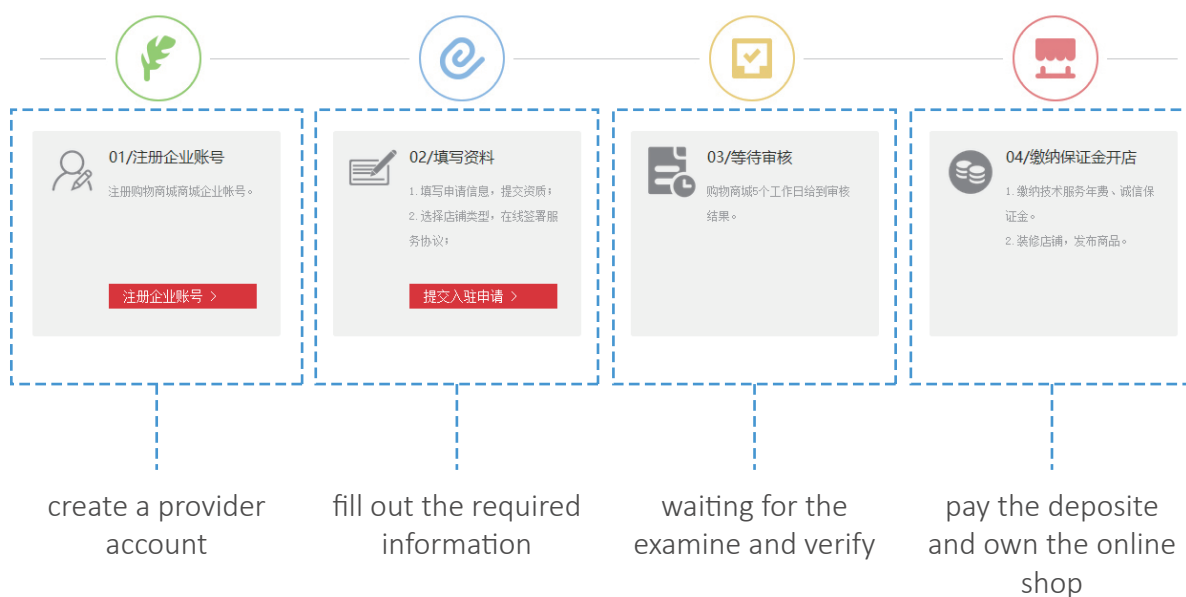 01/注册企业账号
注册购物商城商城企业帐号。
注册企业账号 >
02/填写资料
1.填写申请信息，提交资质；
2.选择店铺类型，在线签署服
务协议；
提交入驻申请 >
03/等待审核
购物商城5个工作日给到审核
结果。
04/缴纳保证金开店
1.缴纳技术服务年费、诚信保
证金。
2.装修店铺，发布商品。
create a provider
account
fill out the required
information
waiting for the
examine and verify
pay the deposite
and own the online
shop